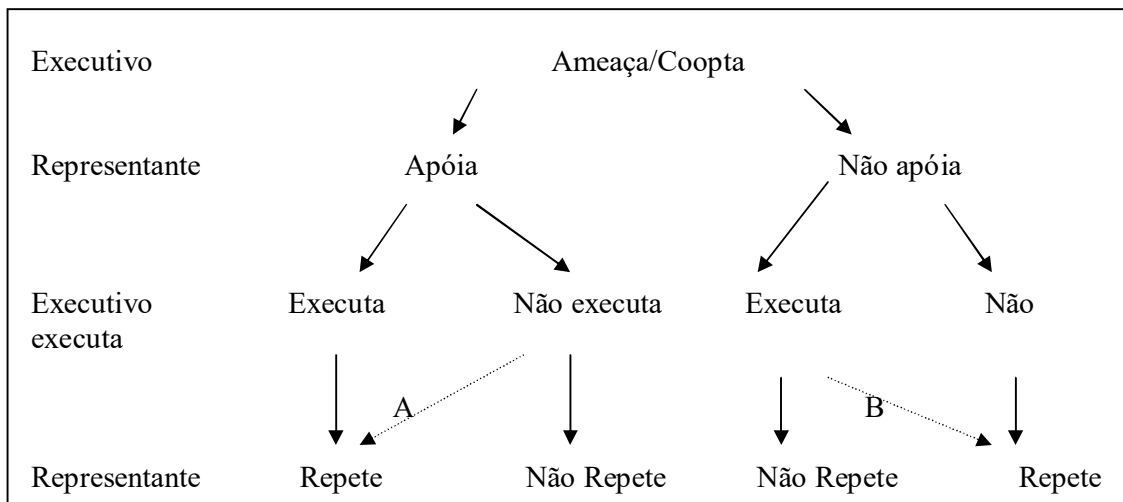 Executivo Ameaça/Coopta
Representante Apóia Não apóia
Executivo Executa Não executa Executa Não
executa
A B
Representante Repete Não Repete Não Repete Repete